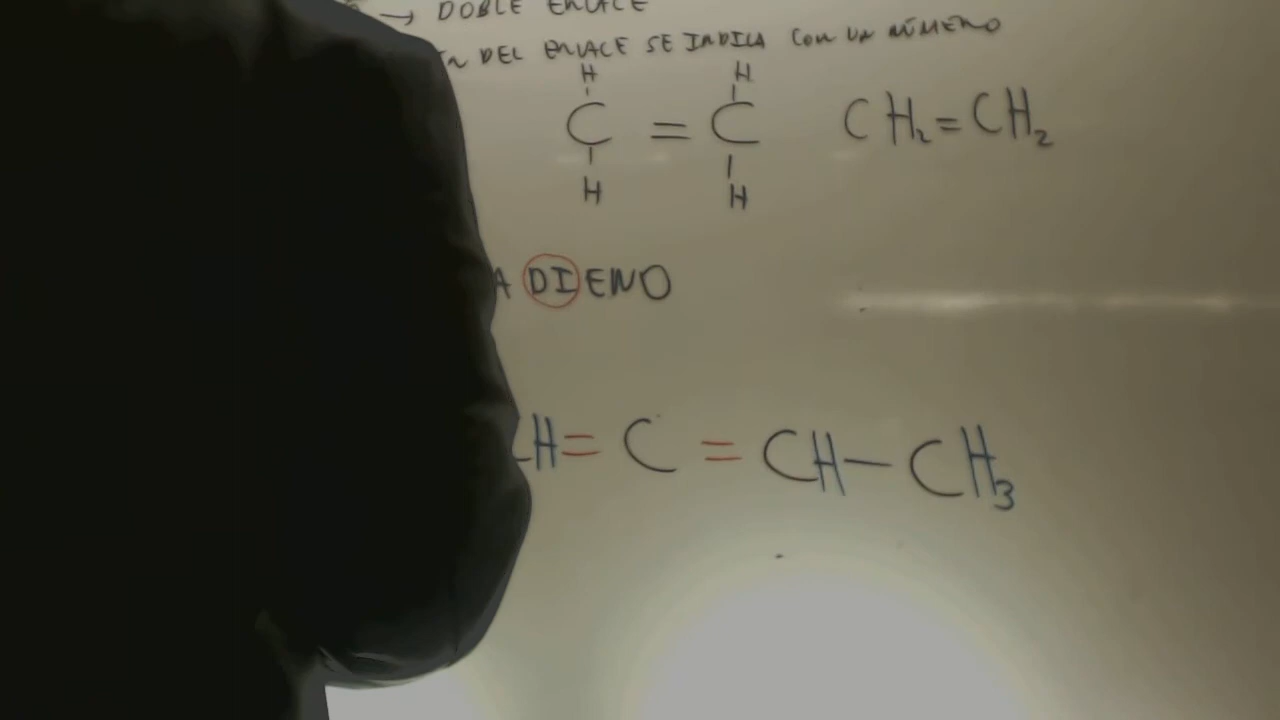 → DOBLE ENLACE
DEL ENLACE SE INDICA CON UN NÚMERO
H H
C = C CH₂=CH₂
H H
A DIENO
CH= C = CH—CH₃